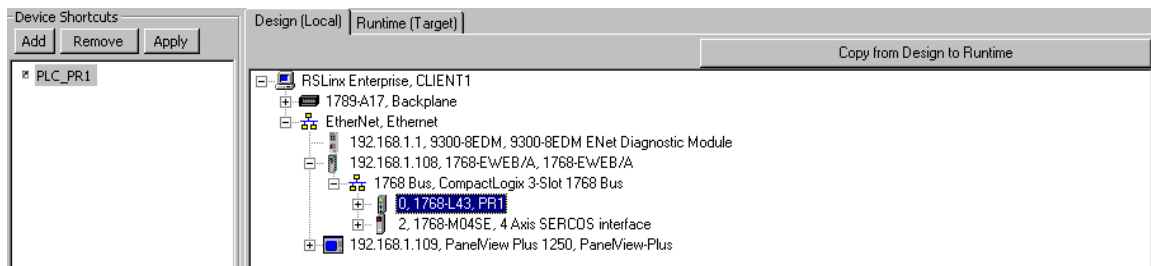 Device Shortcuts
Add Remove Apply
PLC_PR1
Design (Local) Runtime (Target)
Copy from Design to Runtime
RSLinx Enterprise, CLIENT1
1789-A17, Backplane
EtherNet, Ethernet
192.168.1.1, 9300-8EDM, 9300-8EDM ENet Diagnostic Module
192.168.1.108, 1768-EWEB/A, 1768-EWEB/A
1768 Bus, CompactLogix 3-Slot 1768 Bus
0, 1768-L43, PR1
2, 1768-M04SE, 4 Axis SERCOS interface
192.168.1.109, PanelView Plus 1250, PanelView-Plus